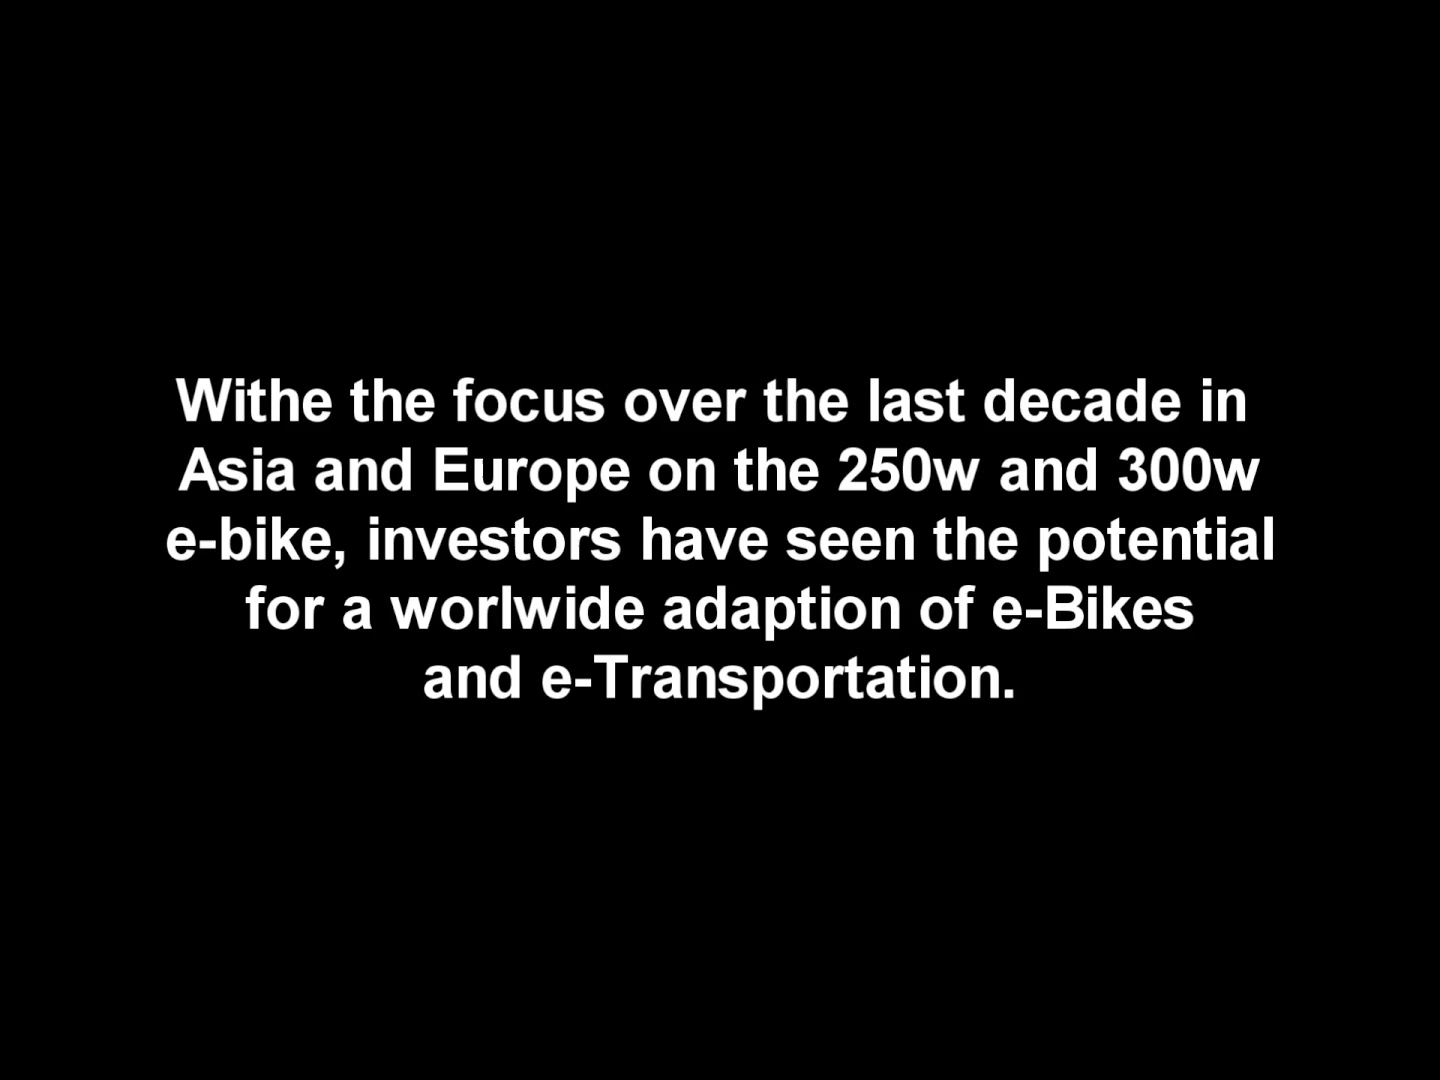 Withe the focus over the last decade in
Asia and Europe on the 250w and 300w
e-bike, investors have seen the potential
for a worlwide adaption of e-Bikes
and e-Transportation.